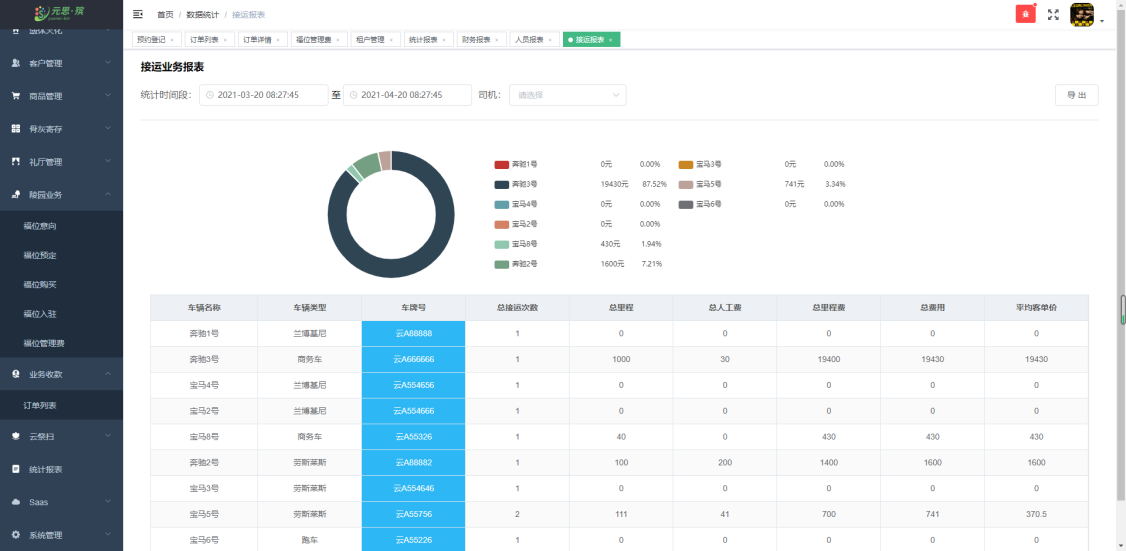 元思·殡
首页 / 数据统计 / 接运报表
预约登记 × 订单列表 × 订单详情 × 福位管理费 × 租户管理 × 统计报表 × 财务报表 × 人员报表 × 接运报表 ×
团体火化
客户管理
商品管理
骨灰寄存
礼厅管理
陵园业务
福位意向
福位预定
福位购买
福位入驻
福位管理费
业务收款
订单列表
云祭扫
统计报表
Saas
系统管理
接运业务报表
统计时间段: 2021-03-20 08:27:45 至 2021-04-20 08:27:45 司机: 请选择 导 出
奔驰1号 0元 0.00% 宝马3号 0元 0.00%
奔驰3号 19430元 87.52% 宝马5号 741元 3.34%
宝马4号 0元 0.00% 宝马6号 0元 0.00%
宝马2号 0元 0.00%
宝马8号 430元 1.94%
奔驰2号 1600元 7.21%
车辆名称 车辆类型 车牌号 总接运次数 总里程 总人工费 总里程费 总费用 平均客单价
奔驰1号 兰博基尼 云A88888 1 0 0 0 0 0
奔驰3号 商务车 云A666666 1 1000 30 19400 19430 19430
宝马4号 兰博基尼 云A554656 1 0 0 0 0 0
宝马2号 兰博基尼 云A554666 1 0 0 0 0 0
宝马8号 商务车 云A55326 1 40 0 430 430 430
奔驰2号 劳斯莱斯 云A88882 1 100 200 1400 1600 1600
宝马3号 劳斯莱斯 云A554646 1 0 0 0 0 0
宝马5号 劳斯莱斯 云A55756 2 111 41 700 741 370.5
宝马6号 跑车 云A55226 1 0 0 0 0 0